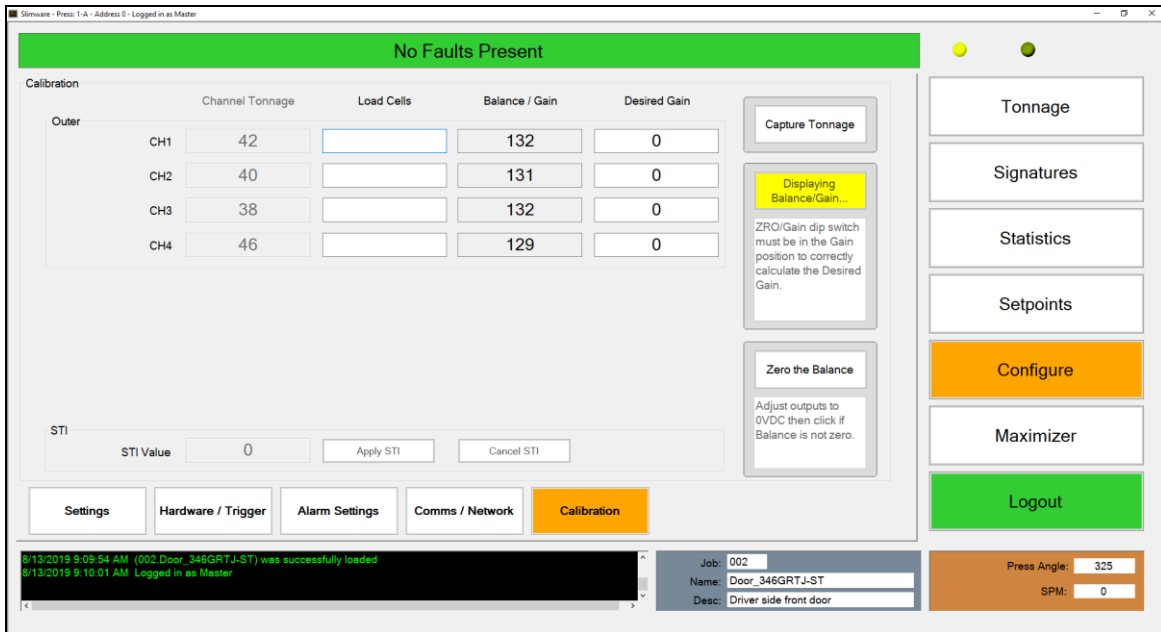 Slimware - Press: 1-A - Address 0 - Logged in as Master
No Faults Present
Calibration
Channel Tonnage Load Cells Balance / Gain Desired Gain
Outer
CH1 42 132 0
CH2 40 131 0
CH3 38 132 0
CH4 46 129 0
Capture Tonnage
Displaying
Balance/Gain...
ZRO/Gain dip switch
must be in the Gain
position to correctly
calculate the Desired
Gain.
Zero the Balance
Adjust outputs to
0VDC then click if
Balance is not zero.
STI
STI Value 0 Apply STI Cancel STI
Settings Hardware / Trigger Alarm Settings Comms / Network Calibration
Tonnage
Signatures
Statistics
Setpoints
Configure
Maximizer
Logout
8/13/2019 9:09:54 AM (002.Door_346GRTJ-ST) was successfully loaded
8/13/2019 9:10:01 AM Logged in as Master
Job: 002
Name: Door_346GRTJ-ST
Desc: Driver side front door
Press Angle: 325
SPM: 0